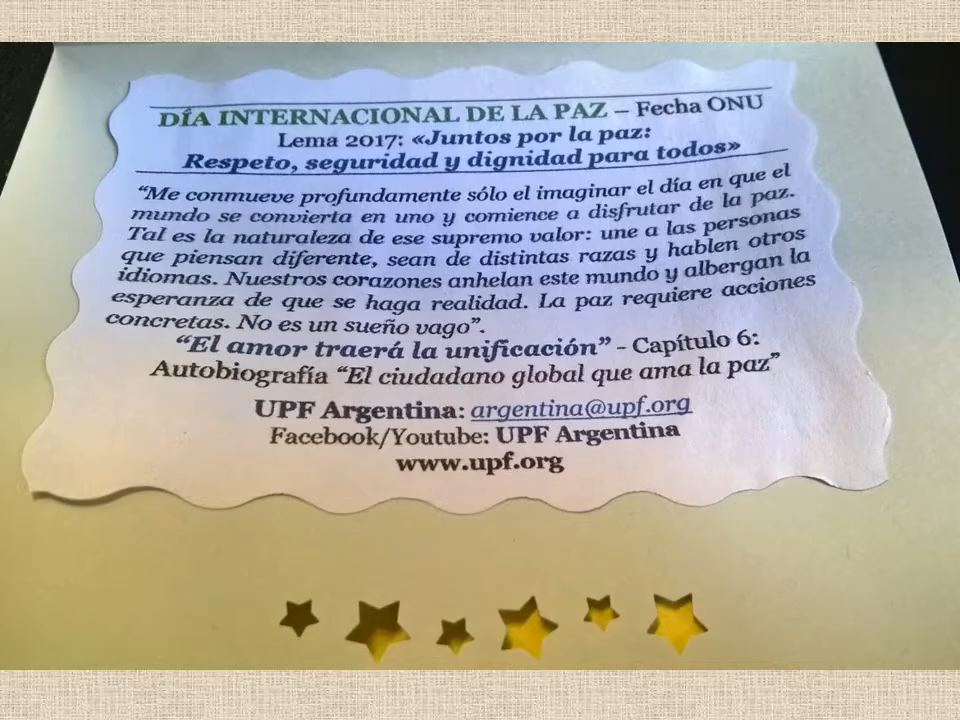 DÍA INTERNACIONAL DE LA PAZ – Fecha ONU
Lema 2017: «Juntos por la paz:
Respeto, seguridad y dignidad para todos»
“Me conmueve profundamente sólo el imaginar el día en que el
mundo se convierta en uno y comience a disfrutar de la paz.
Tal es la naturaleza de ese supremo valor: une a las personas
que piensan diferente, sean de distintas razas y hablen otros
idiomas. Nuestros corazones anhelan este mundo y albergan la
esperanza de que se haga realidad. La paz requiere acciones
concretas. No es un sueño vago”.
“El amor traerá la unificación” - Capítulo 6:
Autobiografía “El ciudadano global que ama la paz”
UPF Argentina: argentina@upf.org
Facebook/Youtube: UPF Argentina
www.upf.org